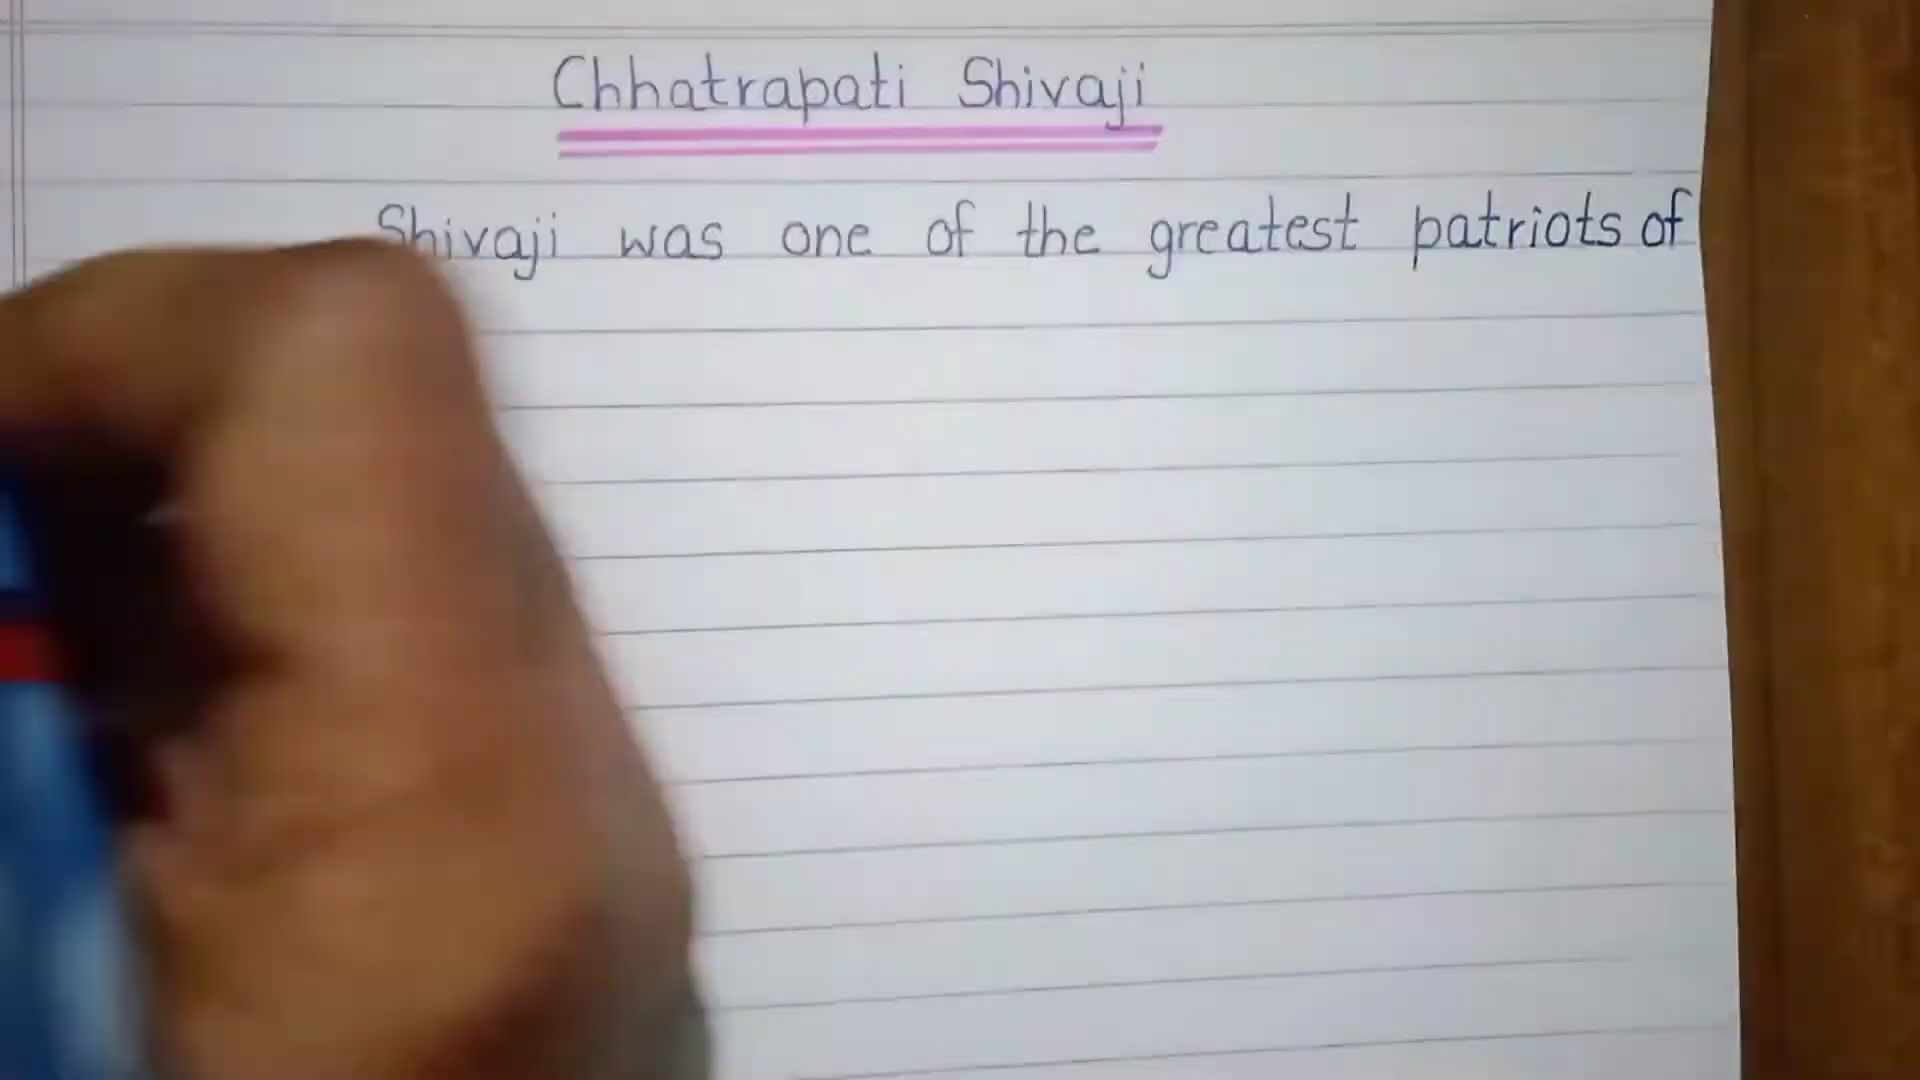 Chhatrapati Shivaji
Shivaji was one of the greatest patriots of